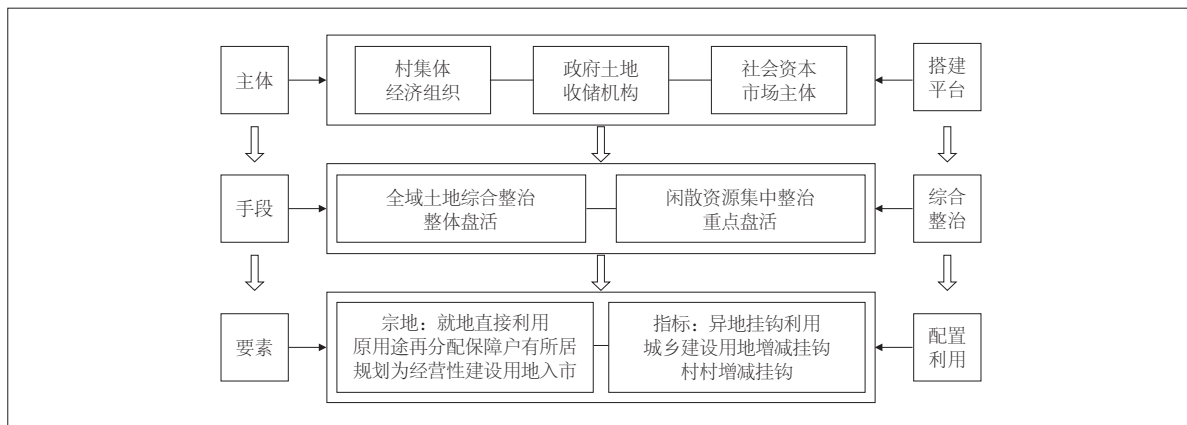 主体
村集体
经济组织
政府土地
收储机构
社会资本
市场主体
搭建
平台
手段
全域土地综合整治
整体盘活
闲散资源集中整治
重点盘活
综合
整治
要素
宗地：就地直接利用
原用途再分配保障户有所居
规划为经营性建设用地入市
指标：异地挂钩利用
城乡建设用地增减挂钩
村村增减挂钩
配置
利用